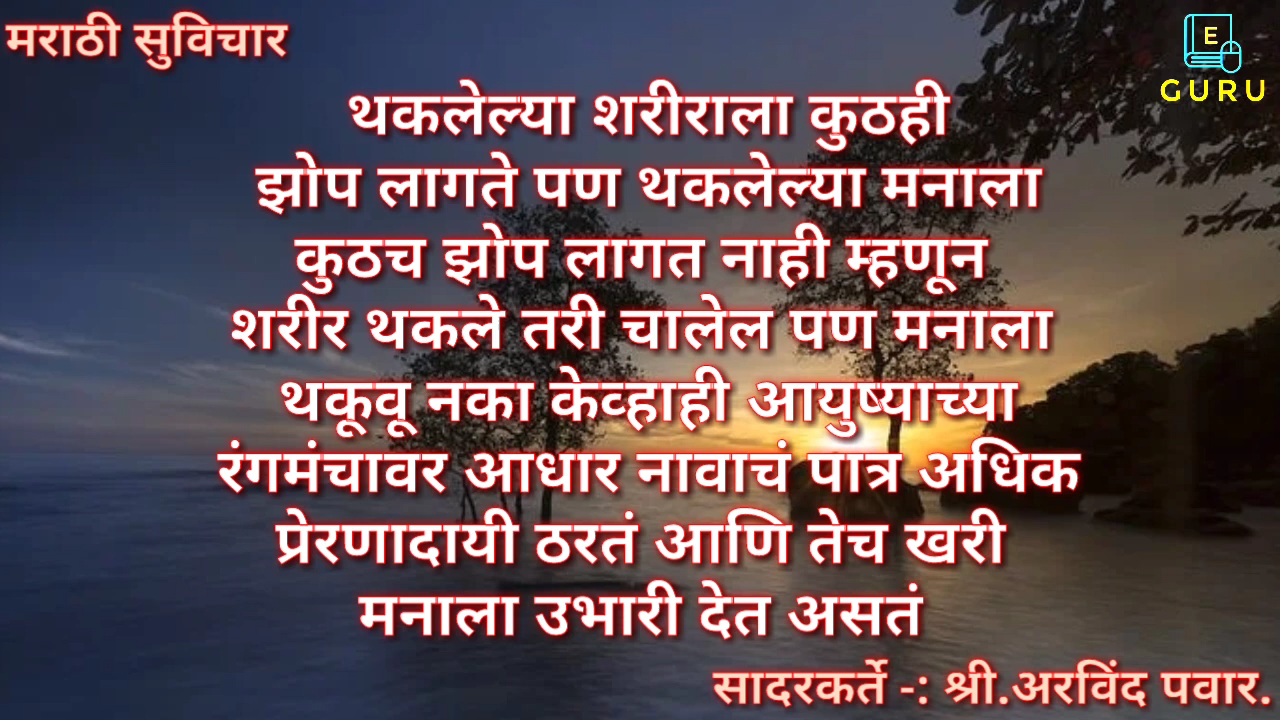 मराठी सुविचार
E
GURU
थकलेल्या शरीराला कुठही
झोप लागते पण थकलेल्या मनाला
कुठच झोप लागत नाही म्हणून
शरीर थकले तरी चालेल पण मनाला
थकूवू नका केव्हाही आयुष्याच्या
रंगमंचावर आधार नावाचं पात्र अधिक
प्रेरणादायी ठरतं आणि तेच खरी
मनाला उभारी देत असतं
सादरकर्ते -: श्री.अरविंद पवार.